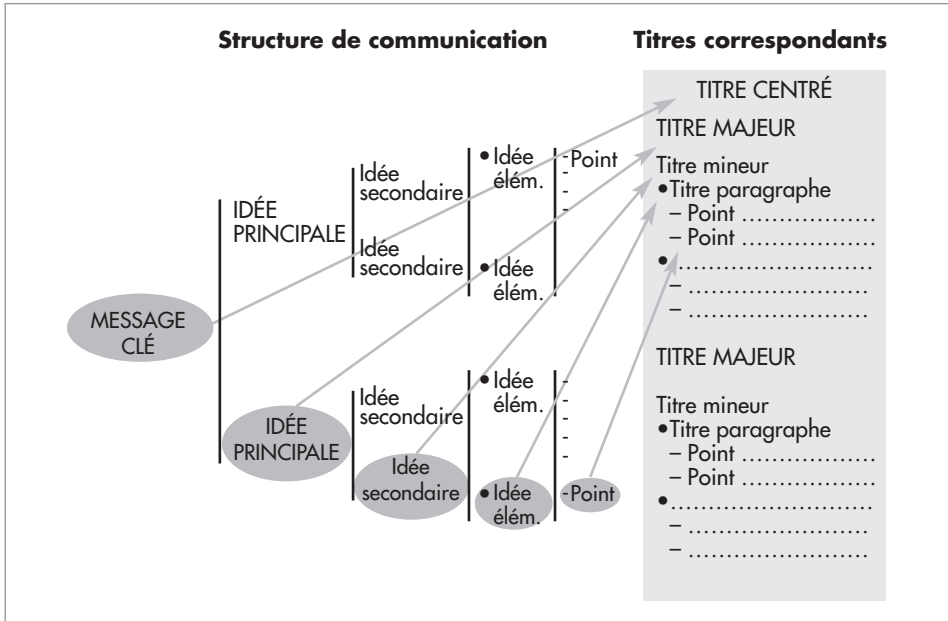 Structure de communication
Titres correspondants
MESSAGE
CLÉ
IDÉE
PRINCIPALE
Idée
secondaire
Idée
secondaire
• Idée
élém.
• Idée
élém.
-Point
-
-
-
IDÉE
PRINCIPALE
Idée
secondaire
Idée
secondaire
• Idée
élém.
• Idée
élém.
-
-
-
-
-
-Point
TITRE CENTRÉ
TITRE MAJEUR
Titre mineur
•Titre paragraphe
– Point ..................
– Point ..................
•..........................
– ........................
– ........................
TITRE MAJEUR
Titre mineur
•Titre paragraphe
– Point ..................
– Point ..................
•..........................
– ........................
– ........................